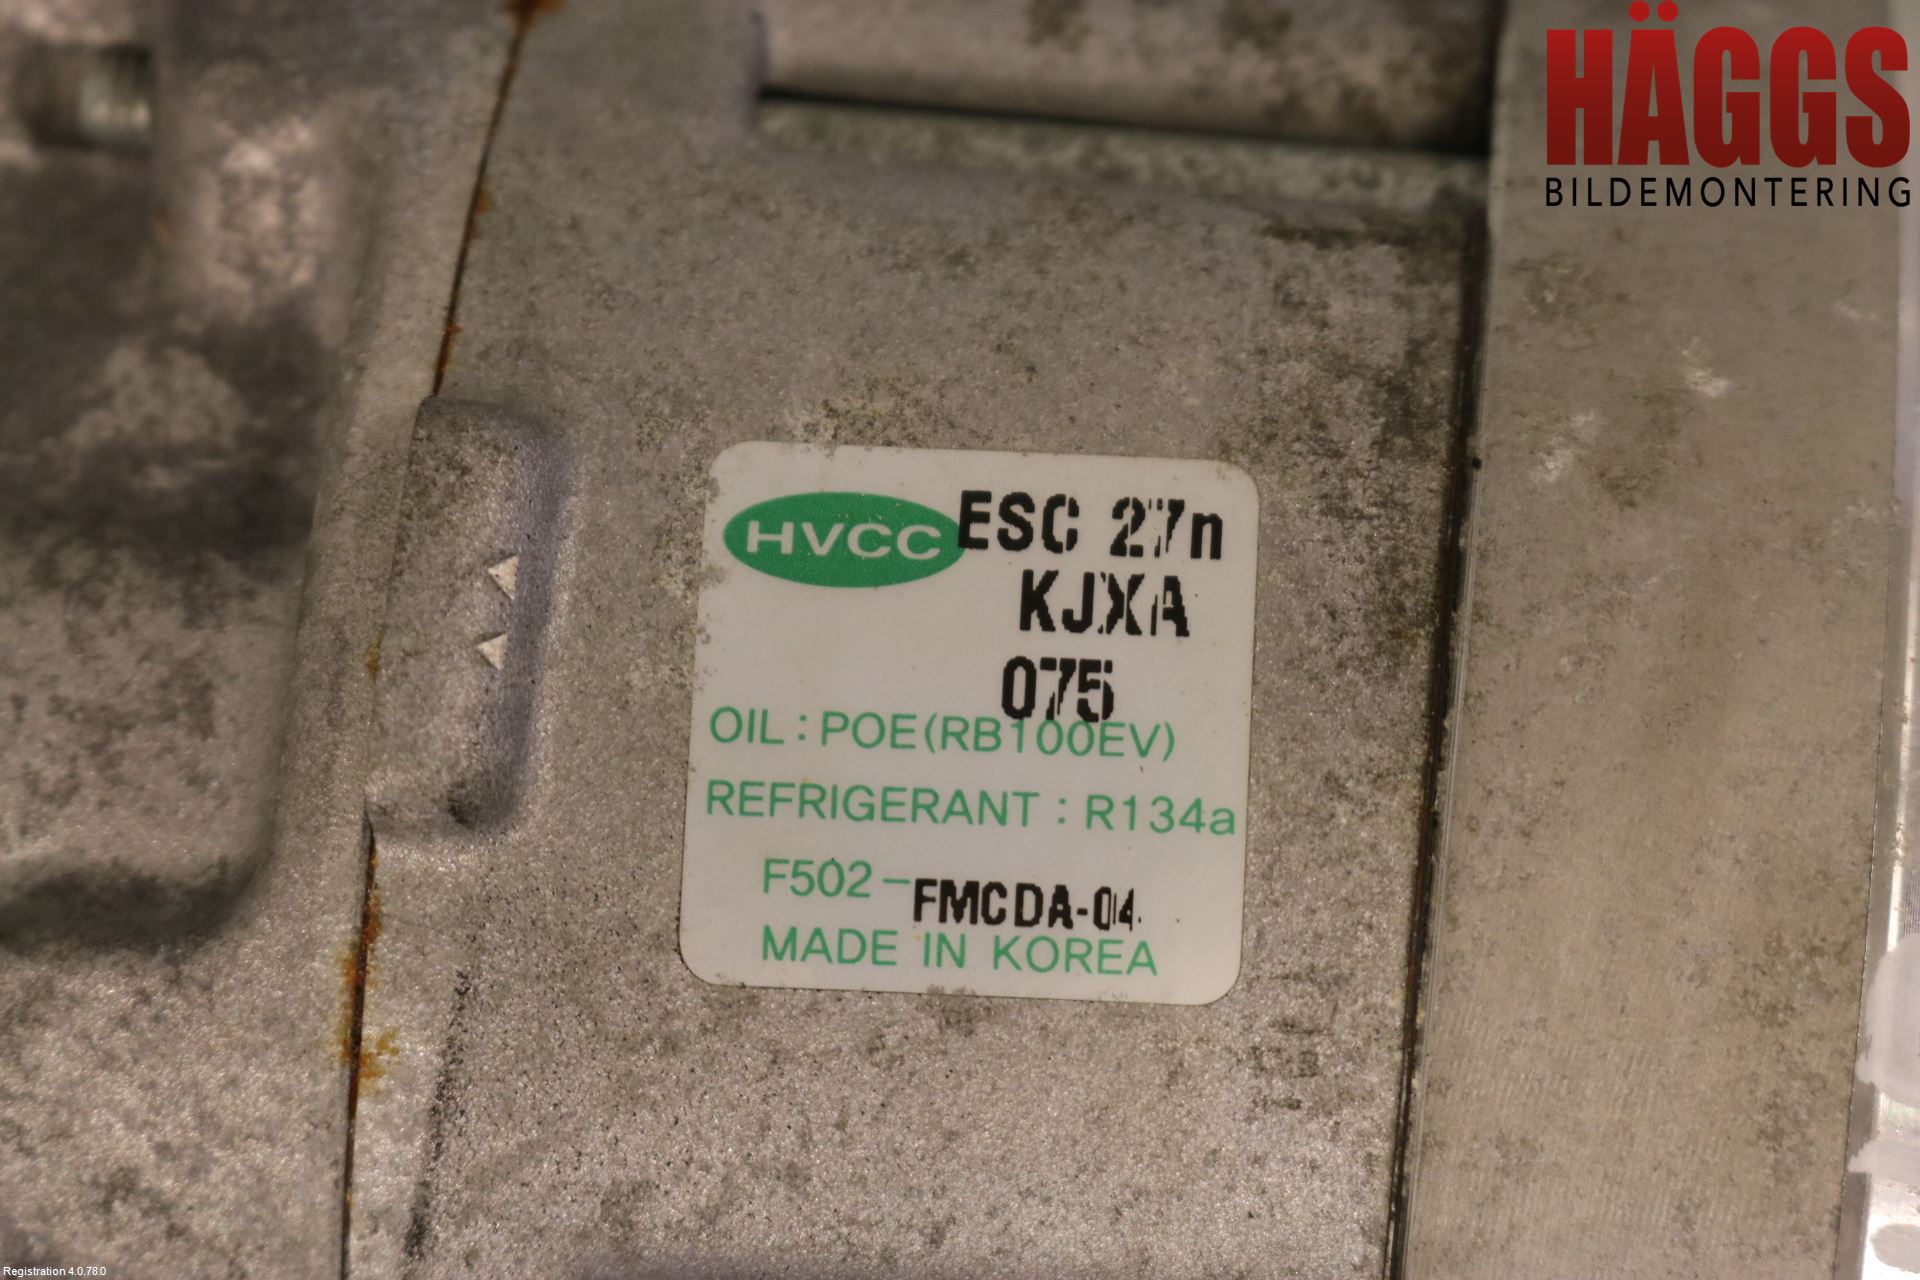 HÄGGS
BILDEMONTERING
HVCC ESC 27n
KJXA
075
OIL : POE(RB100EV)
REFRIGERANT : R134a
F502-FMCDA-04
MADE IN KOREA
Registration 4.0.78.0